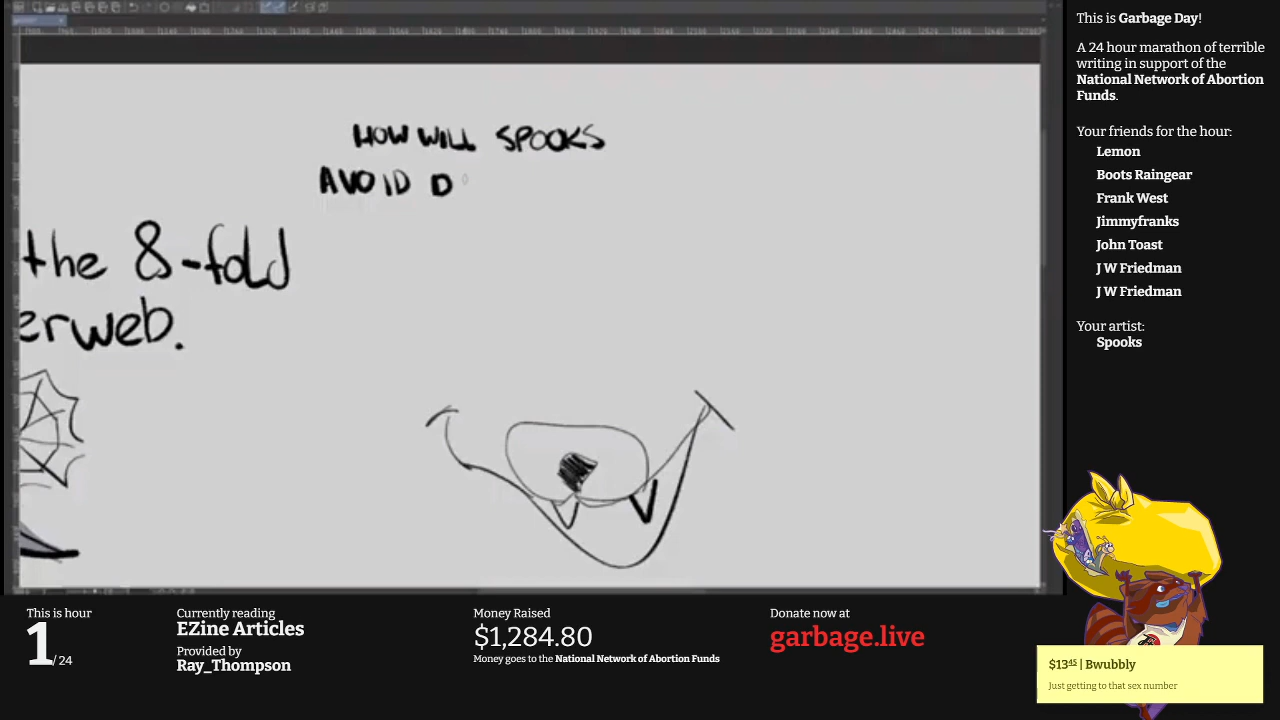 HOW WILL SPOOKS
AVOID D
the 8-fold
erweb.
This is Garbage Day!
A 24 hour marathon of terrible
writing in support of the
National Network of Abortion
Funds.
Your friends for the hour:
Lemon
Boots Raingear
Frank West
Jimmyfranks
John Toast
J W Friedman
J W Friedman
Your artist:
Spooks
This is hour
1 / 24
Currently reading
EZine Articles
Provided by
Ray_Thompson
Money Raised
$1,284.80
Money goes to the National Network of Abortion Funds
Donate now at
garbage.live
$13.45 | Bwubbly
Just getting to that sex number